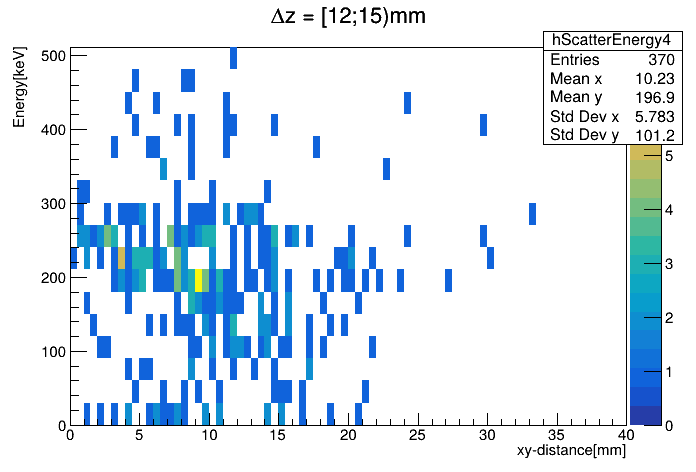 Δz = [12;15)mm
hScatterEnergy4
Entries 370
Mean x 10.23
Mean y 196.9
Std Dev x 5.783
Std Dev y 101.2
Energy[keV]
500
400
300
200
100
0
5
4
3
2
1
0
0 5 10 15 20 25 30 35 40
xy-distance[mm]